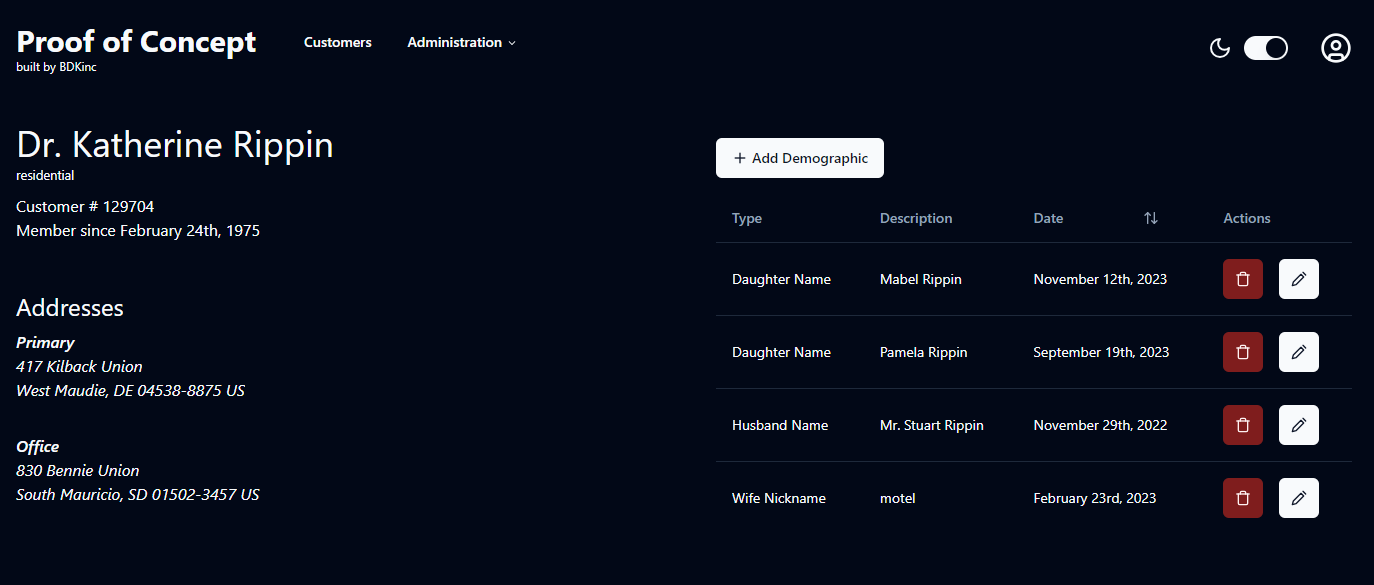 Proof of Concept
built by BDKinc
Customers Administration
Dr. Katherine Rippin
residential
Customer # 129704
Member since February 24th, 1975
Addresses
Primary
417 Kilback Union
West Maudie, DE 04538-8875 US
Office
830 Bennie Union
South Mauricio, SD 01502-3457 US
+ Add Demographic
Type Description Date Actions
Daughter Name Mabel Rippin November 12th, 2023
Daughter Name Pamela Rippin September 19th, 2023
Husband Name Mr. Stuart Rippin November 29th, 2022
Wife Nickname motel February 23rd, 2023